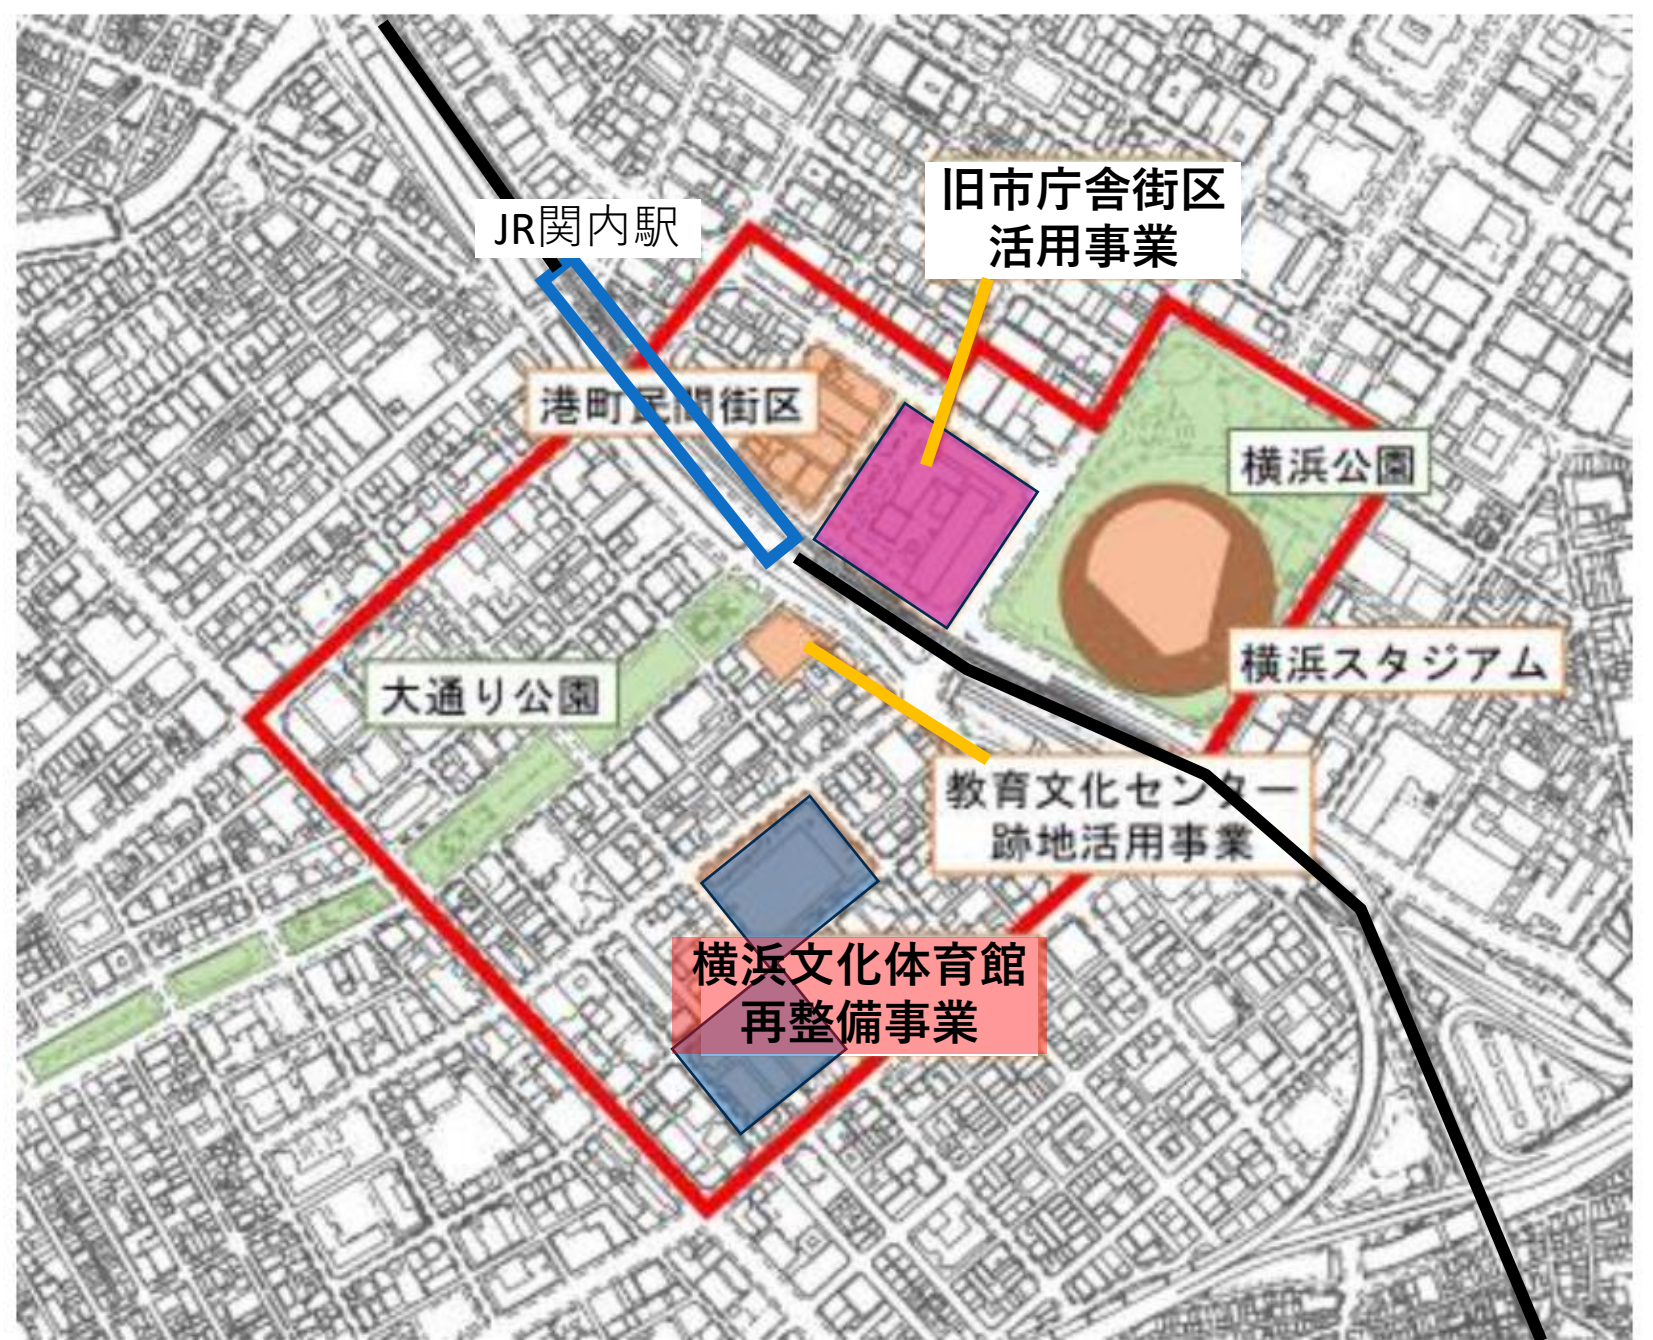 旧市庁舎街区
活用事業
JR関内駅
港町民間街区
横浜公園
横浜スタジアム
大通り公園
教育文化センター
跡地活用事業
横浜文化体育館
再整備事業